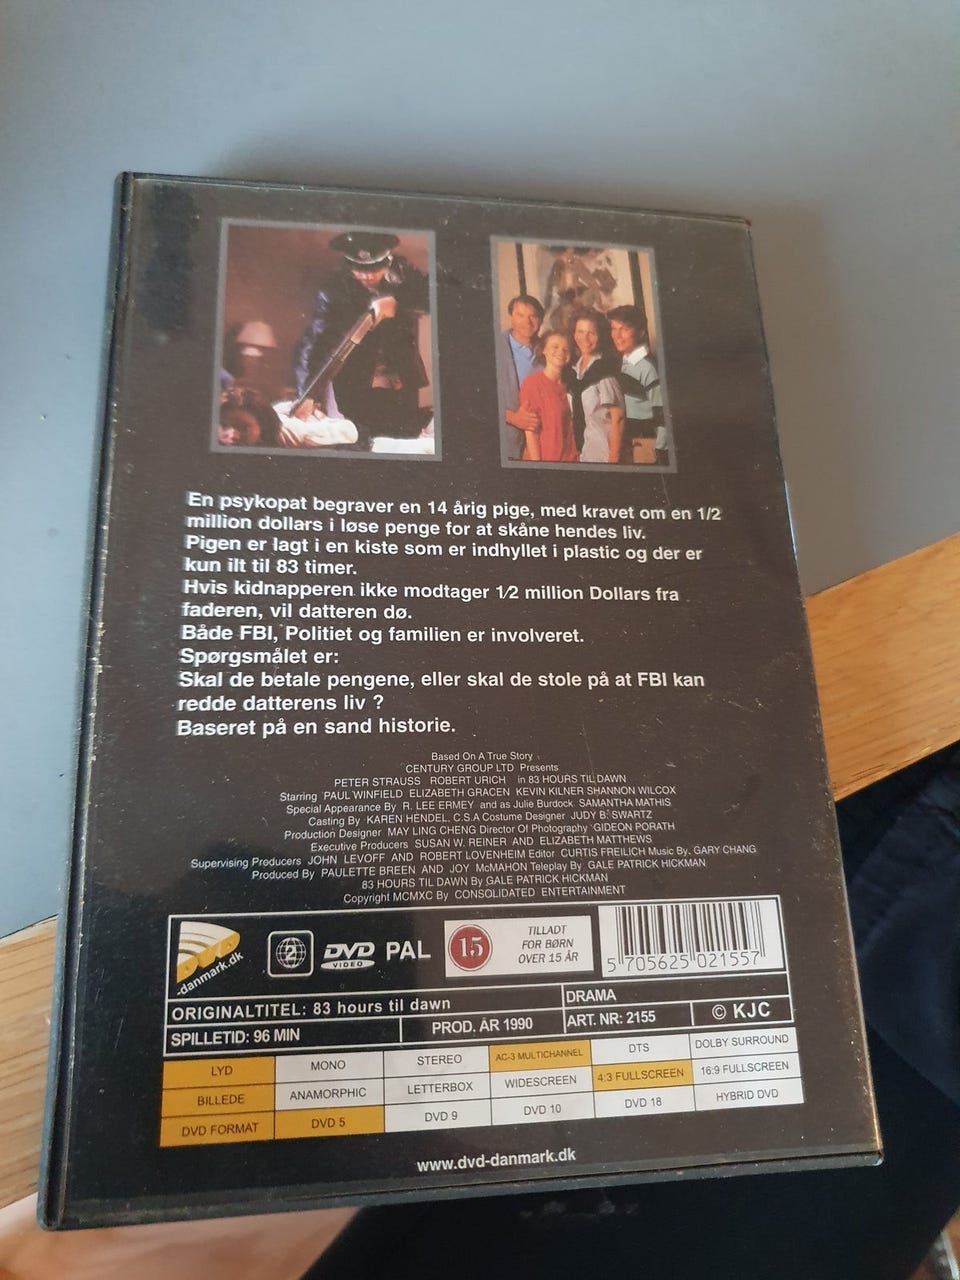 En psykopat begraver en 14 årig pige, med kravet om en 1/2
million dollars i løse penge for at skåne hendes liv.
Pigen er lagt i en kiste som er indhyllet i plastic og der er
kun ilt til 83 timer.
Hvis kidnapperen ikke modtager 1/2 million Dollars fra
faderen, vil datteren dø.
Både FBI, Politiet og familien er involveret.
Spørgsmålet er:
Skal de betale pengene, eller skal de stole på at FBI kan
redde datterens liv ?
Baseret på en sand historie.
Based On A True Story
CENTURY GROUP LTD Presents
PETER STRAUSS ROBERT URICH in 83 HOURS TIL DAWN
Starring PAUL WINFIELD ELIZABETH GRACEN KEVIN KILNER SHANNON WILCOX
Special Appearance By R. LEE ERMEY and as Julie Burdock SAMANTHA MATHIS
Casting By KAREN HENDEL, C.S.A Costume Designer JUDY B. SWARTZ
Production Designer MAY LING CHENG Director Of Photography GIDEON PORATH
Executive Producers SUSAN W. REINER AND ELIZABETH MATTHEWS
Supervising Producers JOHN LEVOFF AND ROBERT LOVENHEIM Editor CURTIS FREILICH Music By. GARY CHANG
Produced By PAULETTE BREEN AND JOY McMAHON Teleplay By GALE PATRICK HICKMAN
83 HOURS TIL DAWN By GALE PATRICK HICKMAN
Copyright MCMXC By CONSOLIDATED ENTERTAINMENT
DVD
-danmark.dk
2
DVD
VIDEO
PAL
15
TILLADT
FOR BØRN
OVER 15 ÅR
5 705625 021557
ORIGINALTITEL: 83 hours til dawn
DRAMA
SPILLETID: 96 MIN
PROD. ÅR 1990
ART. NR: 2155
© KJC
LYD MONO STEREO AC-3 MULTICHANNEL DTS DOLBY SURROUND
BILLEDE ANAMORPHIC LETTERBOX WIDESCREEN 4:3 FULLSCREEN 16:9 FULLSCREEN
DVD FORMAT DVD 5 DVD 9 DVD 10 DVD 18 HYBRID DVD
www.dvd-danmark.dk